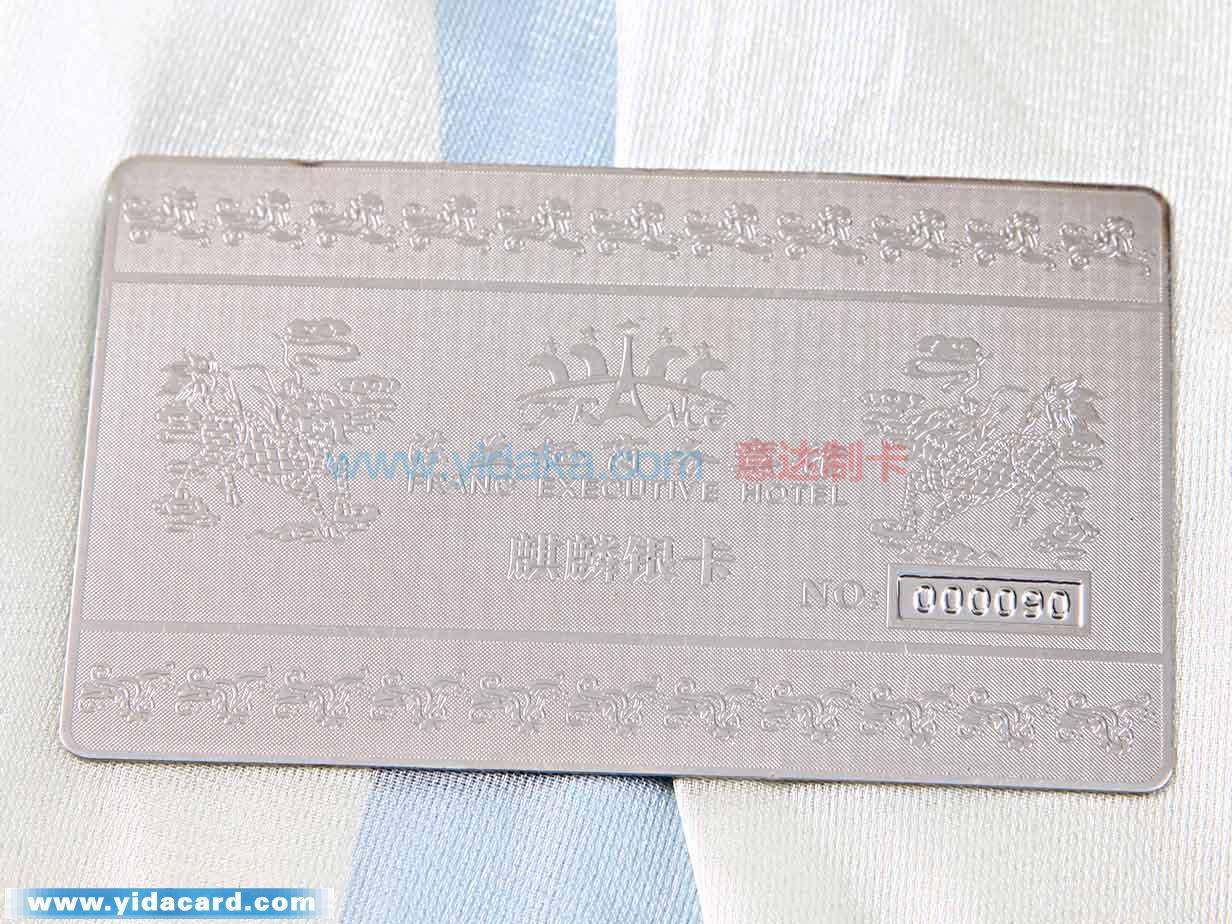 FRANC
www.yidaka.com 意达制卡
FRANC EXECUTIVE HOTEL
麒麟银卡
NO: 000090
www.yidacard.com